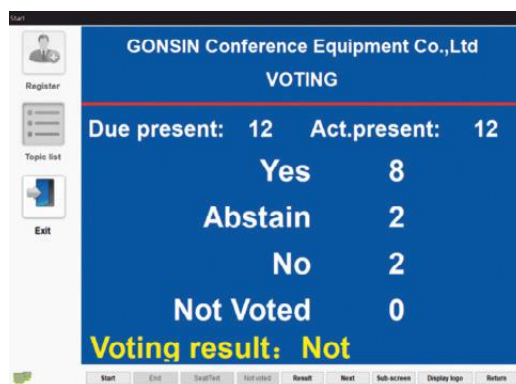 Start
GONSIN Conference Equipment Co.,Ltd
VOTING
Register
Topic list
Exit
Due present: 12 Act.present: 12
Yes 8
Abstain 2
No 2
Not Voted 0
Voting result: Not
Start End Seat/Text Not voted Result Next Sub-screen Display logo Return